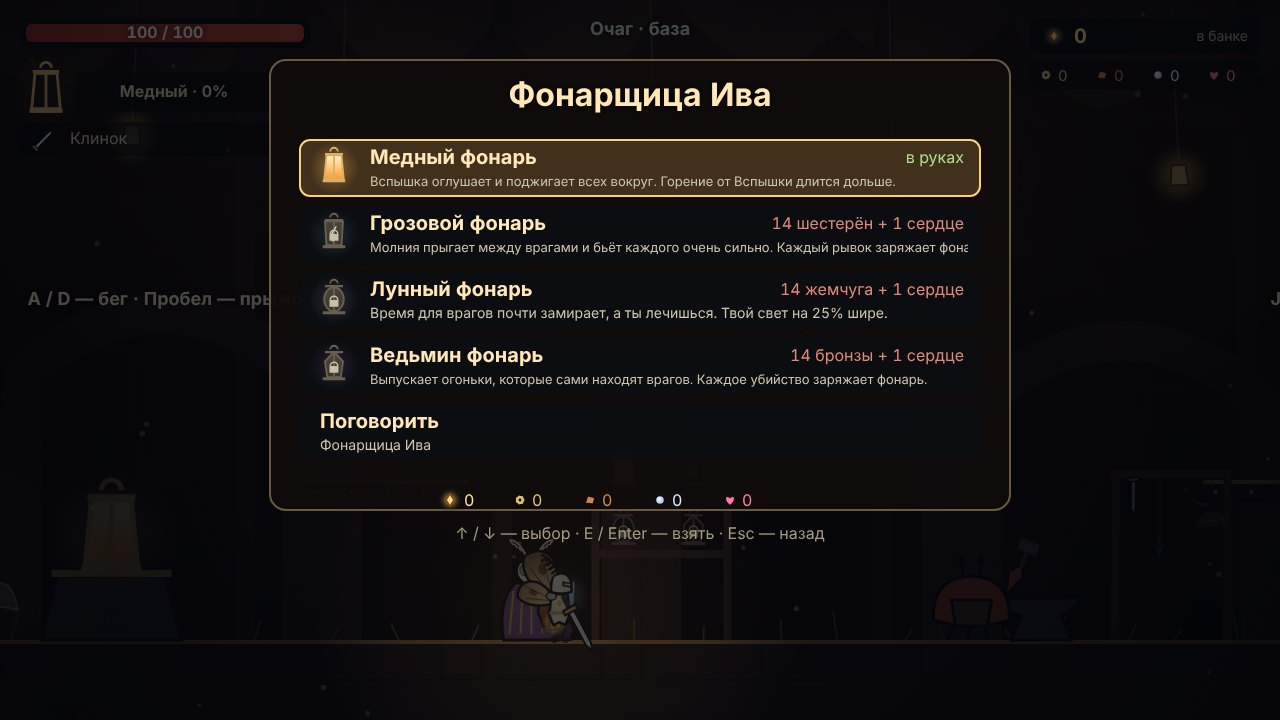 100 / 100
Очаг · база
0 в банке
Медный · 0%
0 0 0 0
Клинок
Фонарщица Ива
Медный фонарь в руках
Вспышка оглушает и поджигает всех вокруг. Горение от Вспышки длится дольше.
Грозовой фонарь 14 шестерён + 1 сердце
Молния прыгает между врагами и бьёт каждого очень сильно. Каждый рывок заряжает фона
Лунный фонарь 14 жемчуга + 1 сердце
Время для врагов почти замирает, а ты лечишься. Твой свет на 25% шире.
A / D — бег · Пробел — прыжо
J
Ведьмин фонарь 14 бронзы + 1 сердце
Выпускает огоньки, которые сами находят врагов. Каждое убийство заряжает фонарь.
Поговорить
Фонарщица Ива
0 0 0 0 0
↑ / ↓ — выбор · E / Enter — взять · Esc — назад